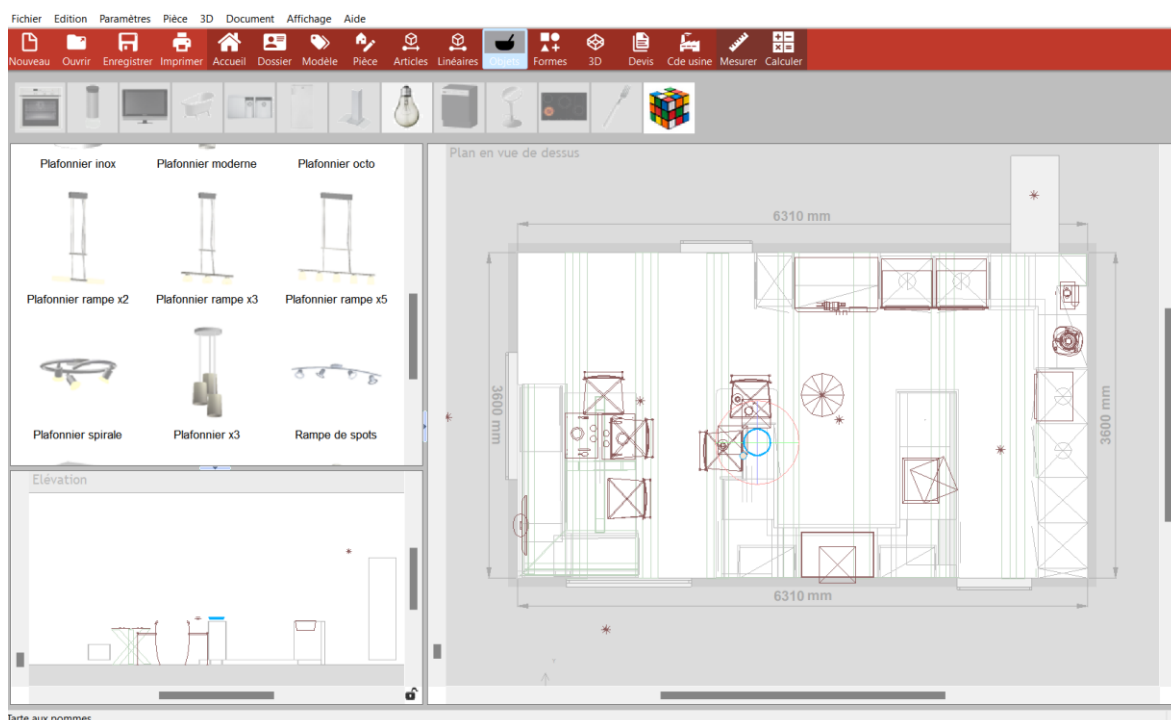 Fichier Edition Paramètres Pièce 3D Document Affichage Aide
Nouveau Ouvrir Enregistrer Imprimer Accueil Dossier Modèle Pièce Articles Linéaires Objets Formes 3D Devis Cde usine Mesurer Calculer
Plafonnier inox Plafonnier moderne Plafonnier octo
Plafonnier rampe x2 Plafonnier rampe x3 Plafonnier rampe x5
Plafonnier spirale Plafonnier x3 Rampe de spots
Elévation
Plan en vue de dessus
6310 mm
3600 mm
3600 mm
6310 mm
Tarte aux pommes